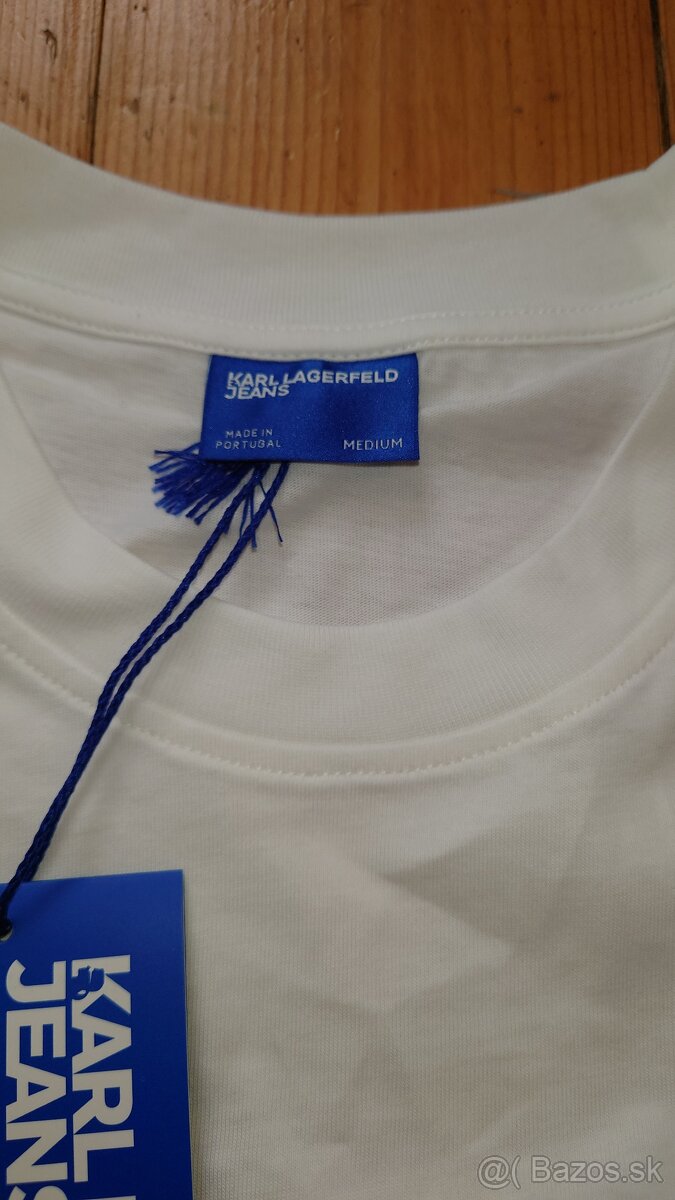 KARL LAGERFELD
JEANS
MADE IN
PORTUGAL
MEDIUM
KARL
JEANS
@( Bazos.sk